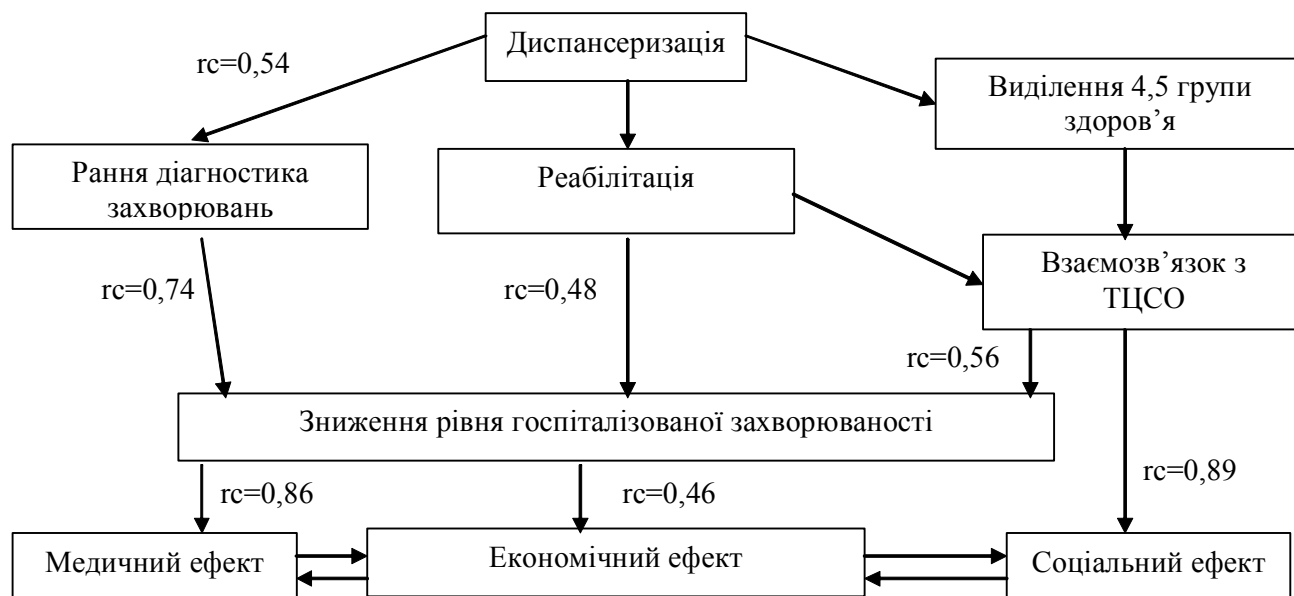 Диспансеризація
rc=0,54
Виділення 4,5 групи
здоров’я
Рання діагностика
захворювань
Реабілітація
Взаємозв’язок з
ТЦСО
rc=0,74
rc=0,48
rc=0,56
Зниження рівня госпіталізованої захворюваності
rc=0,86
rc=0,46
rc=0,89
Медичний ефект
Економічний ефект
Соціальний ефект